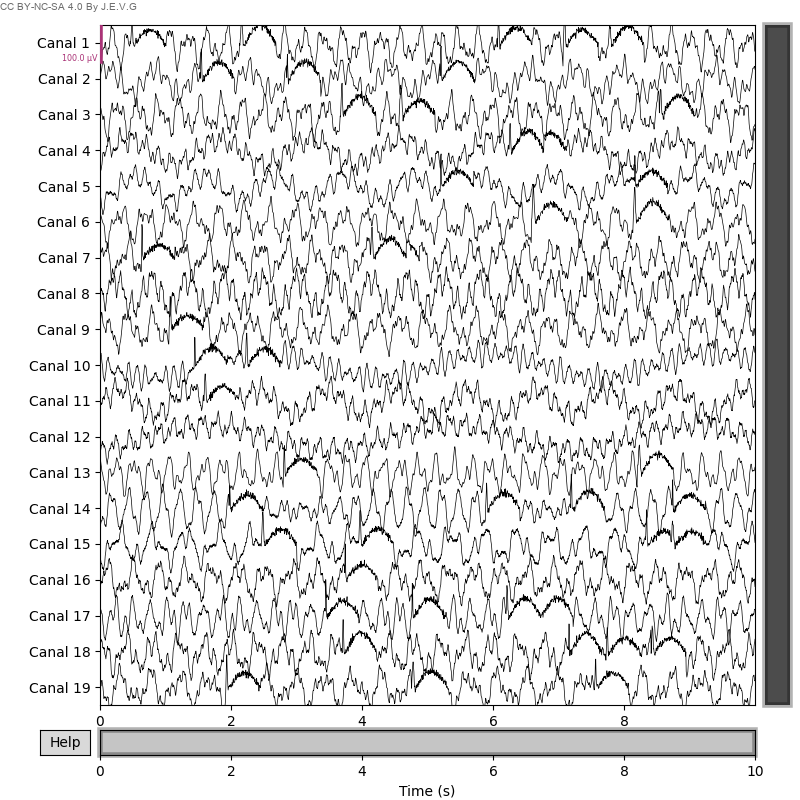 CC BY-NC-SA 4.0 By J.E.V.G
Canal 1
100.0 µV
Canal 2
Canal 3
Canal 4
Canal 5
Canal 6
Canal 7
Canal 8
Canal 9
Canal 10
Canal 11
Canal 12
Canal 13
Canal 14
Canal 15
Canal 16
Canal 17
Canal 18
Canal 19
0 2 4 6 8
Help
0 2 4 6 8 10
Time (s)